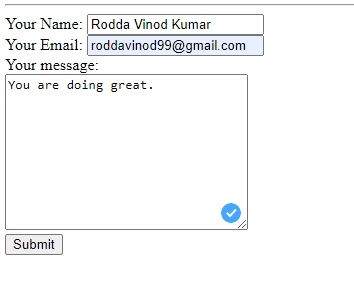 Your Name: Rodda Vinod Kumar
Your Email: roddavinod99@gmail.com
Your message:
You are doing great.
Submit